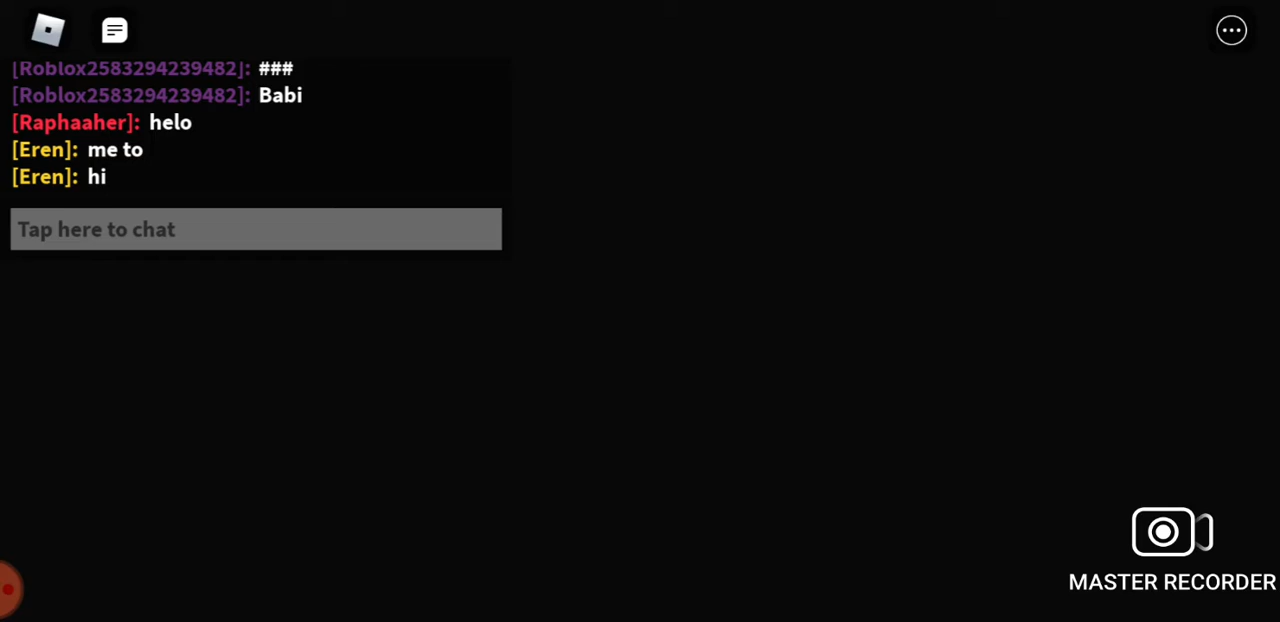 [Roblox2583294239482]: ###
[Roblox2583294239482]: Babi
[Raphaaher]: helo
[Eren]: me to
[Eren]: hi
Tap here to chat
MASTER RECORDER